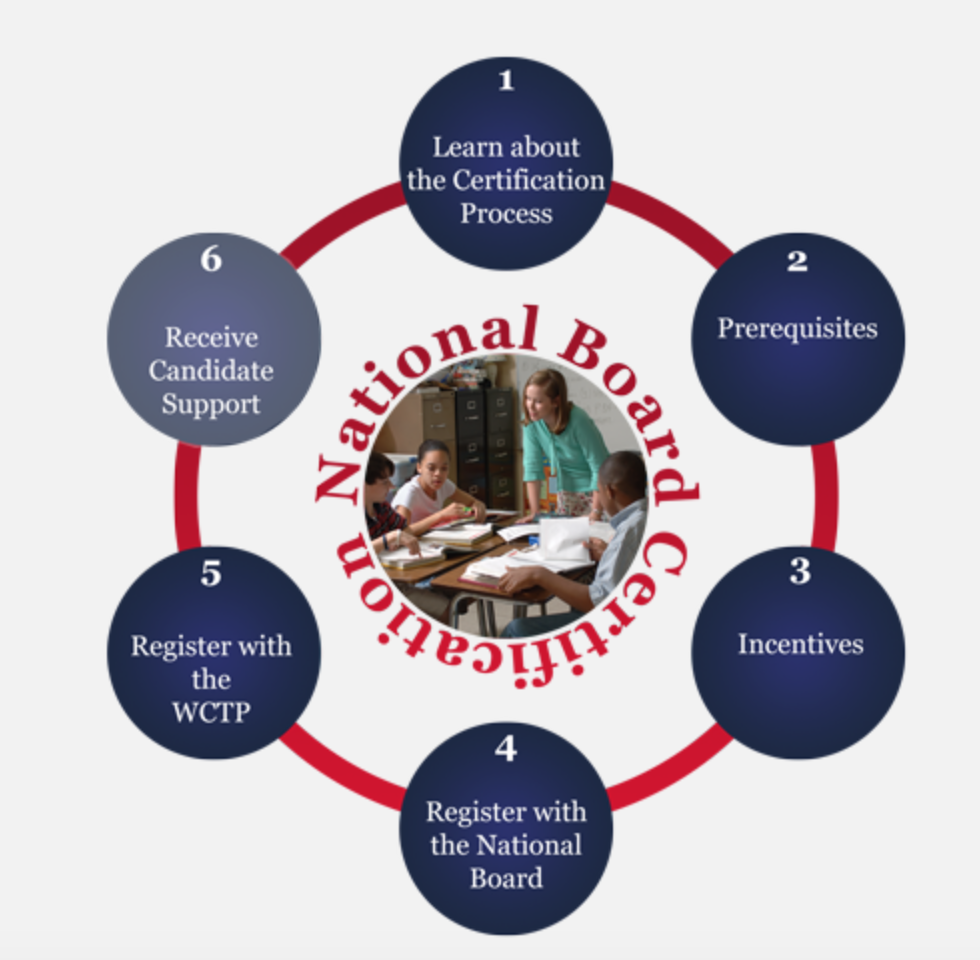 1
Learn about
the Certification
Process
2
Prerequisites
3
Incentives
4
Register with
the National
Board
5
Register with
the
WCTP
6
Receive
Candidate
Support
National Board Certification